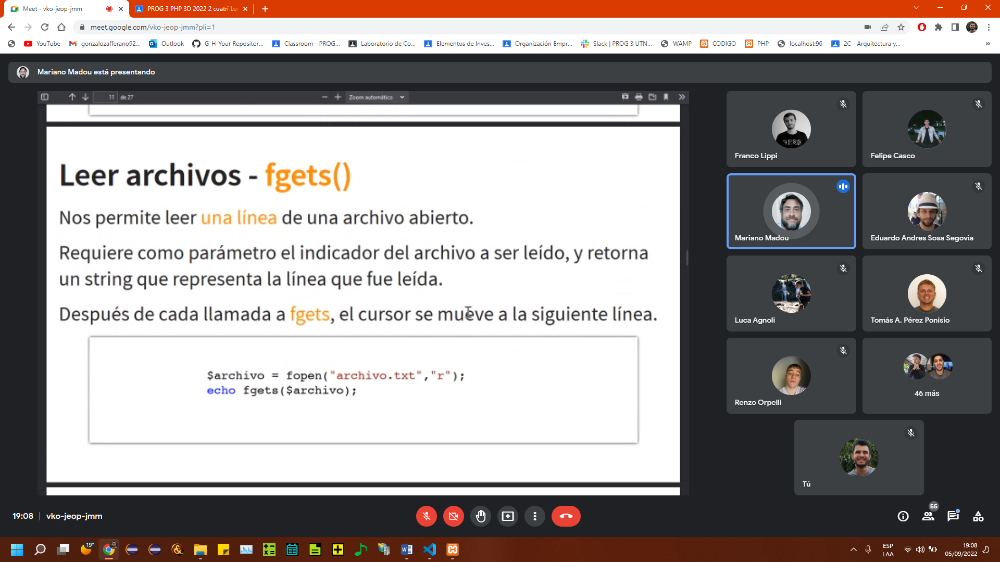 Meet - vko-jeop-jmm
PROG 3 PHP 3D 2022 2 cuatri Lu
meet.google.com/vko-jeop-jmm?pli=1
YouTube
gonzalozafferano92...
Outlook
G-H-Your Repositor...
Classroom - PROG...
Laboratorio de Co...
Elementos de Inves...
Organización Empr...
Slack | PROG 3 UTN...
WAMP
CODIGO
PHP
localhost:96
2C - Arquitectura y...
»
Mariano Madou está presentando
11 de 27
Zoom automático
Leer archivos - fgets()
Nos permite leer una línea de una archivo abierto.
Requiere como parámetro el indicador del archivo a ser leído, y retorna
un string que representa la línea que fue leída.
Después de cada llamada a fgets, el cursor se mueve a la siguiente línea.
$archivo = fopen("archivo.txt","r");
echo fgets($archivo);
Franco Lippi
Felipe Casco
Mariano Madou
Eduardo Andres Sosa Segovia
Luca Agnoli
Tomás A. Pérez Ponisio
Renzo Orpelli
46 más
Tú
19:08 | vko-jeop-jmm
55
19°
ESP
LAA
19:08
05/09/2022